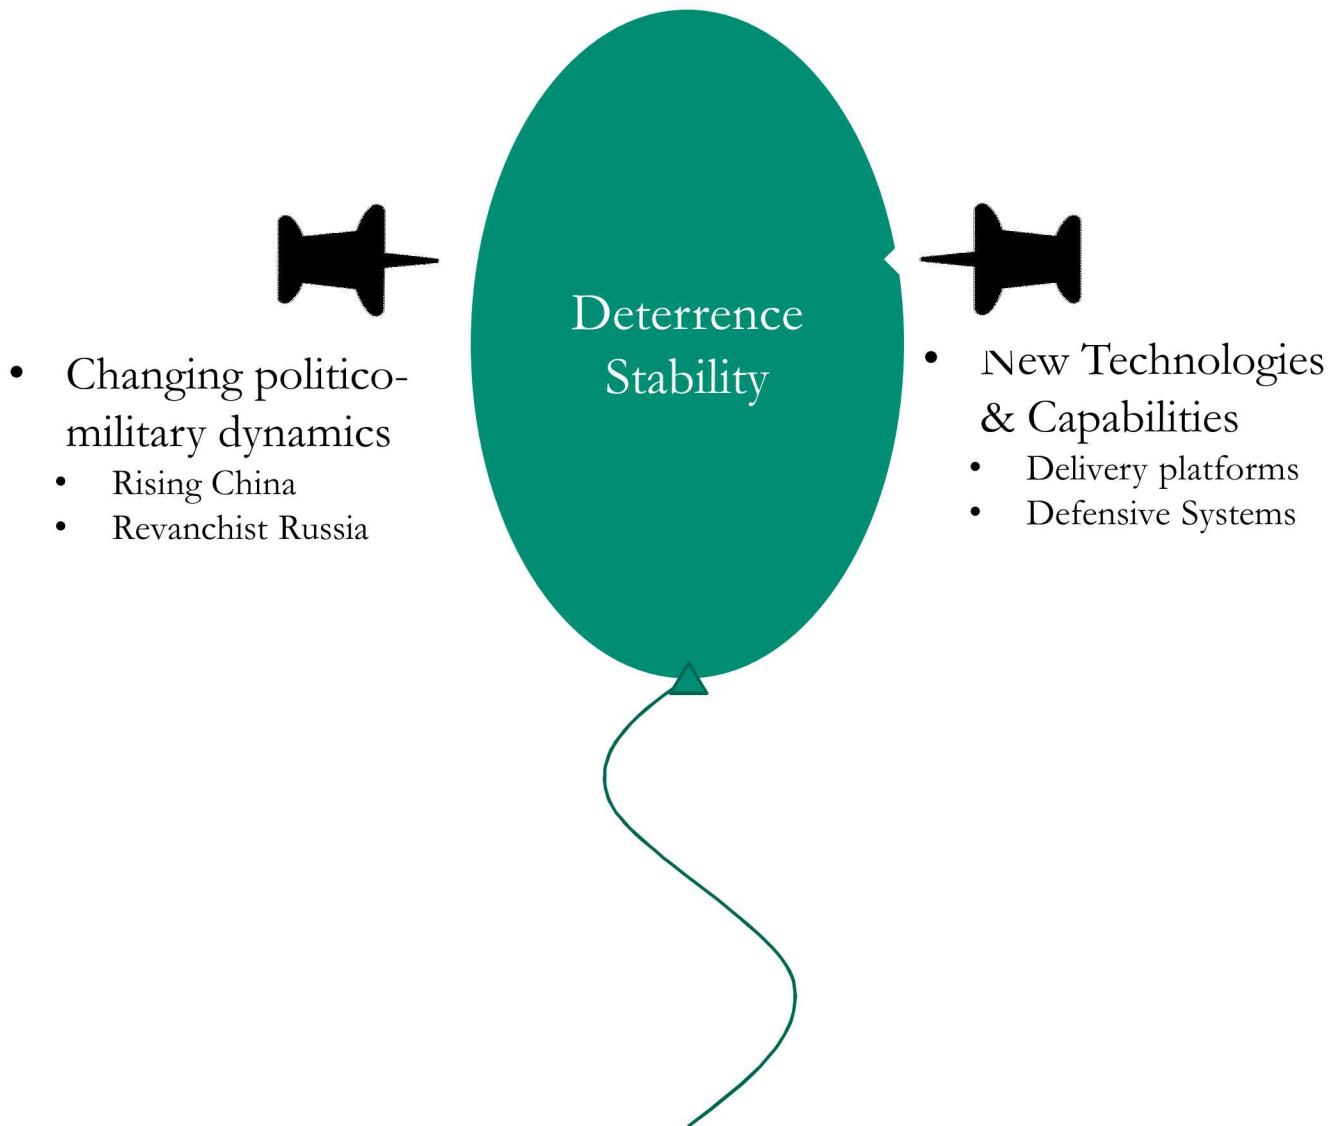 Deterrence
Stability
• Changing politico-
military dynamics
• Rising China
• Revanchist Russia
• New Technologies
& Capabilities
• Delivery platforms
• Defensive Systems